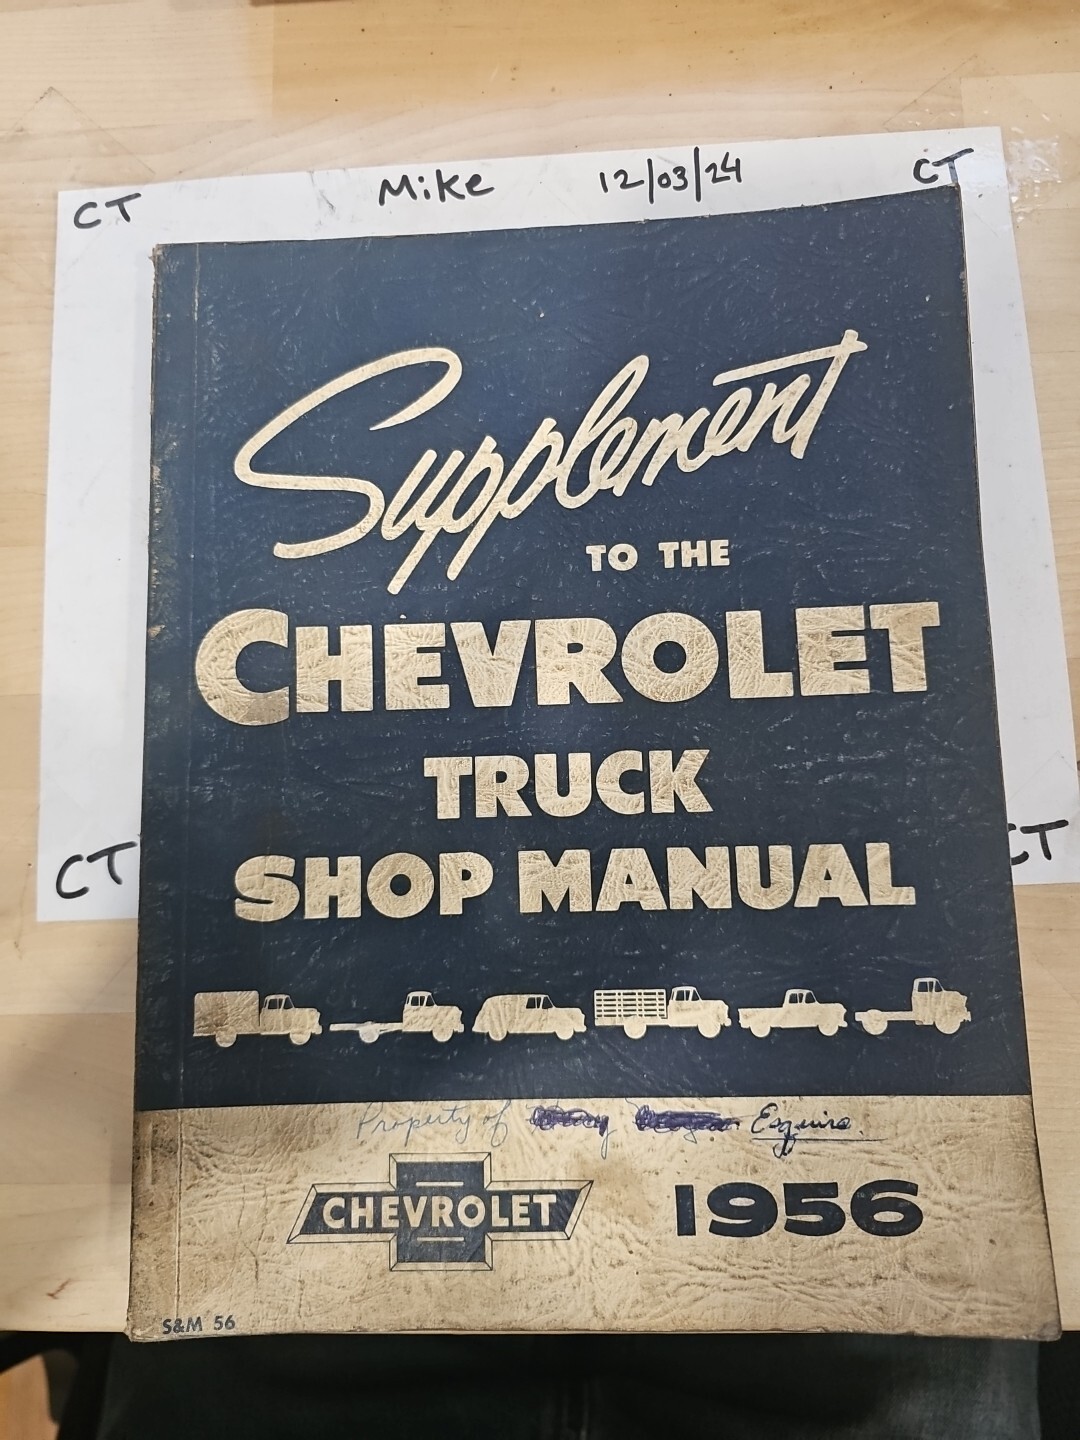 CT Mike 12/03/24 CT
Supplement
TO THE
CHEVROLET
TRUCK
SHOP MANUAL
CT CT
Property of Esquire.
CHEVROLET 1956
S&M 56